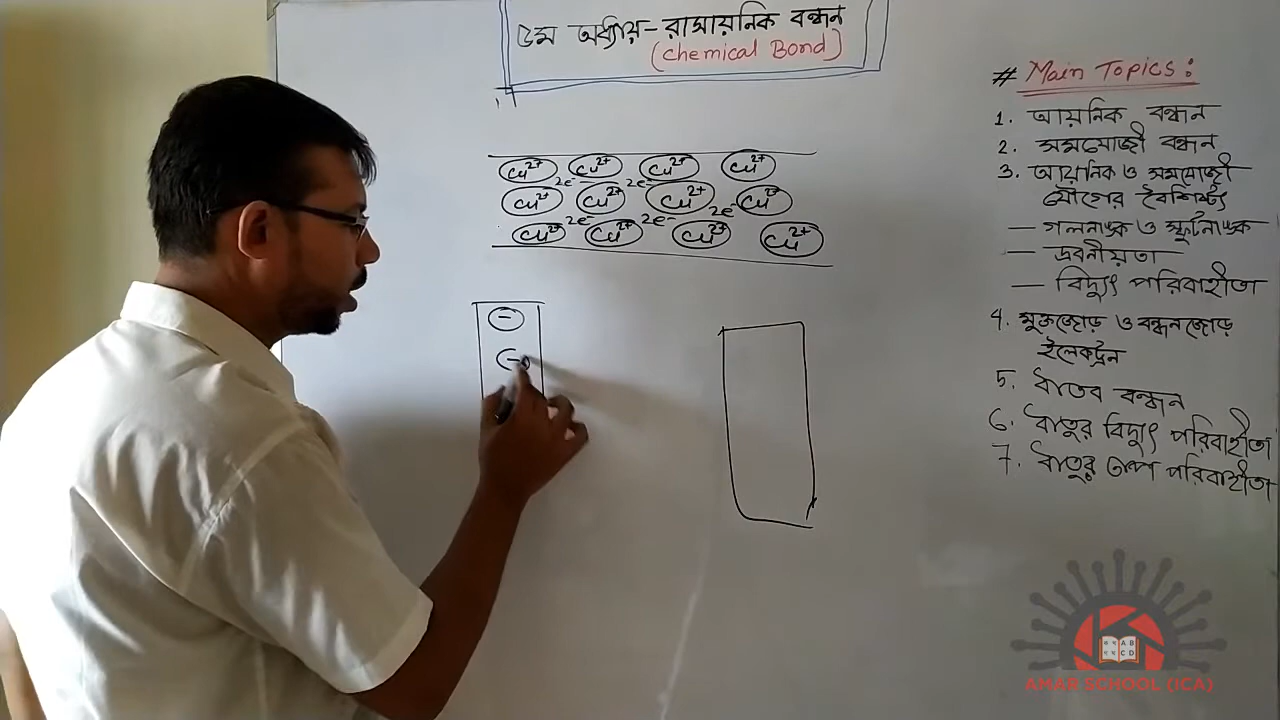 ৫ম অধ্যায় - রাসায়নিক বন্ধন
(Chemical Bond)
Cu²⁺ Cu²⁺ Cu²⁺ Cu²⁺
2e⁻ 2e⁻
Cu²⁺ Cu²⁺ Cu²⁺ Cu²⁺
2e⁻ 2e⁻ 2e⁻
Cu²⁺ Cu²⁺ Cu²⁺ Cu²⁺
-
-
# Main Topics:
1. আয়নিক বন্ধন
2. সমযোজী বন্ধন
3. আয়নিক ও সমযোজী
যৌগের বৈশিষ্ট্য
— গলনাঙ্ক ও স্ফুটনাঙ্ক
— দ্রবনীয়তা
— বিদ্যুৎ পরিবাহীতা
4. মুক্তজোড় ও বন্ধনজোড়
ইলেকট্রন
5. ধাতব বন্ধন
6. ধাতুর বিদ্যুৎ পরিবাহীতা
7. ধাতুর তাপ পরিবাহীতা
AMAR SCHOOL (ICA)